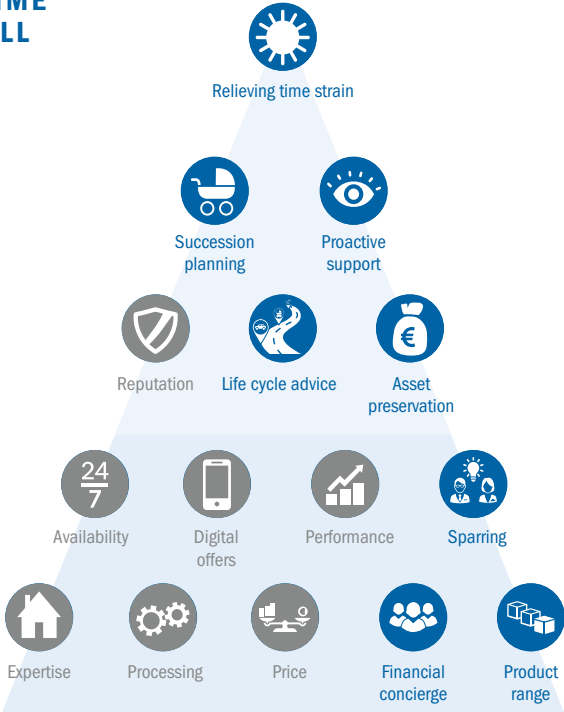 LL
Relieving time strain
Succession
planning
Proactive
support
Reputation
Life cycle advice
Asset
preservation
€
24
7
Availability
Digital
offers
Performance
Sparring
Expertise
Processing
Price
Financial
concierge
Product
range